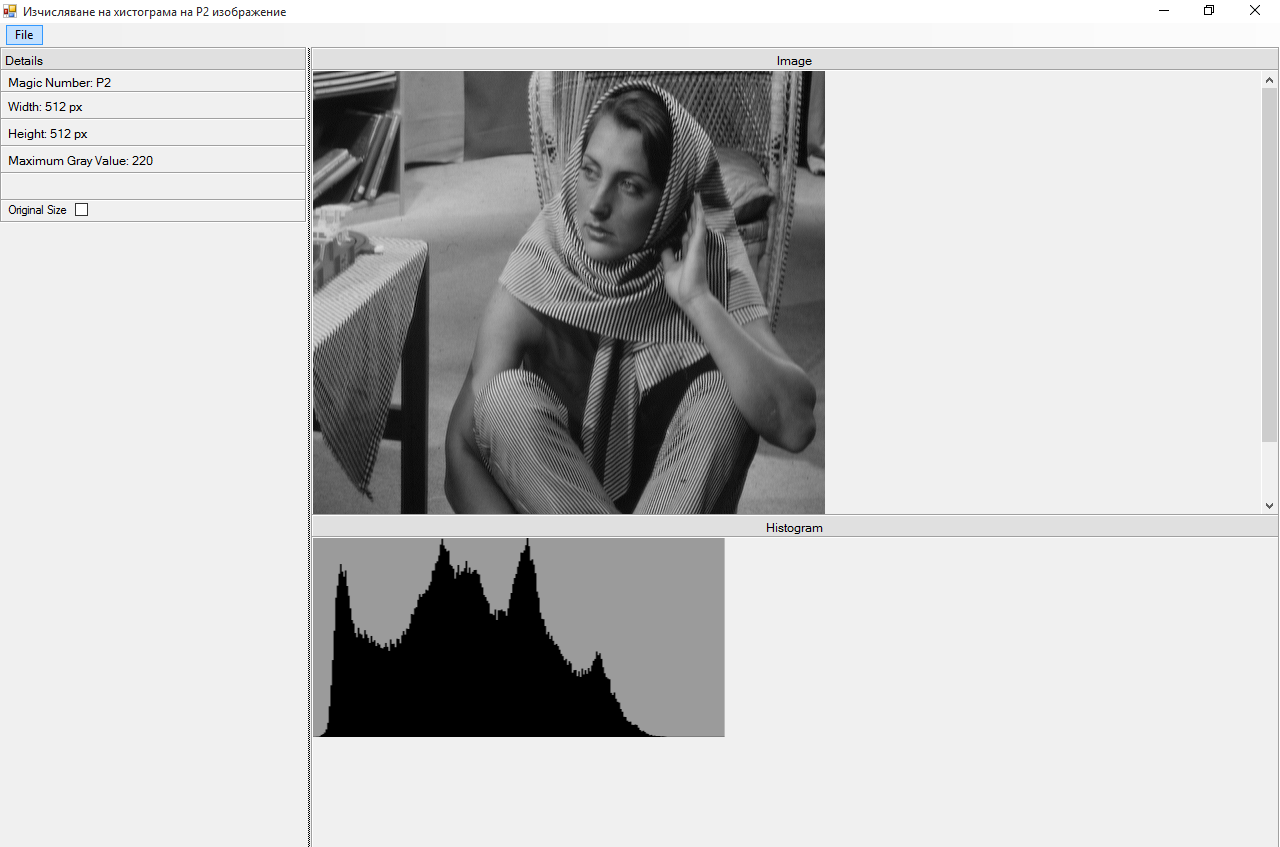 Изчисляване на хистограма на P2 изображение
File
Details
Magic Number: P2
Width: 512 px
Height: 512 px
Maximum Gray Value: 220
Original Size
Image
Histogram